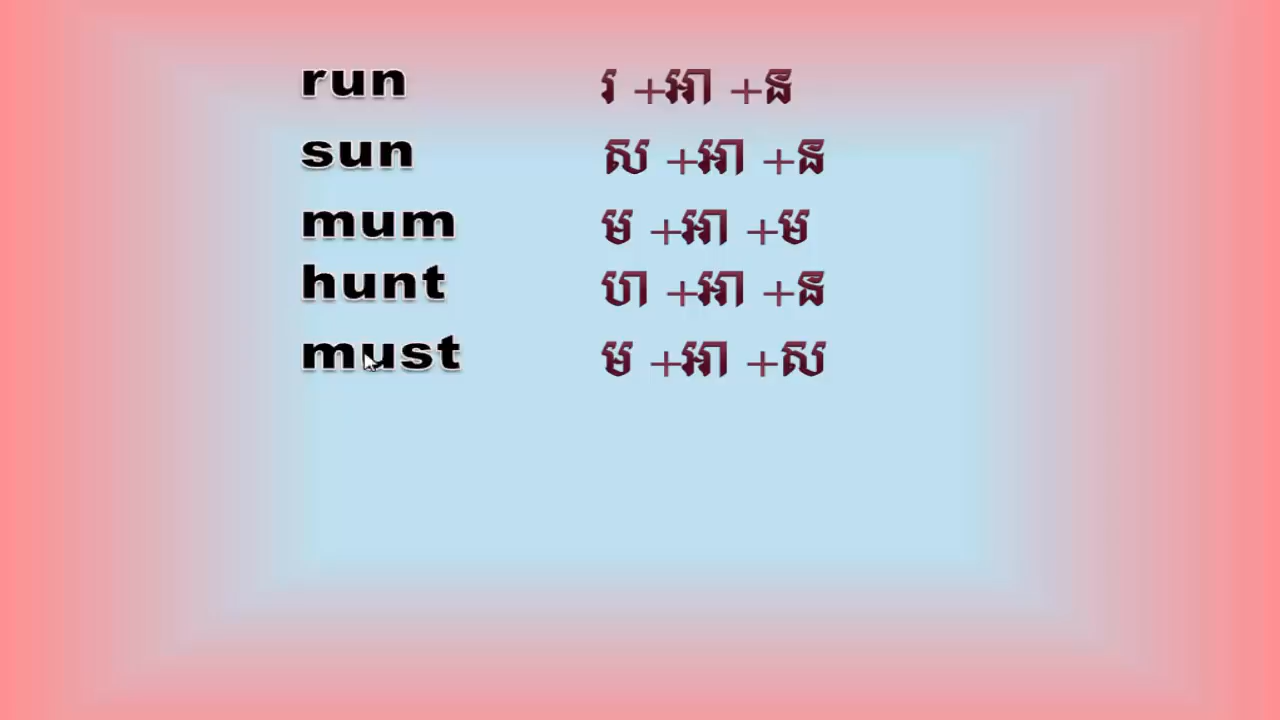 run រ +អា +ន
sun ស +អា +ន
mum ម +អា +ម
hunt ហ +អា +ន
must ម +អា +ស